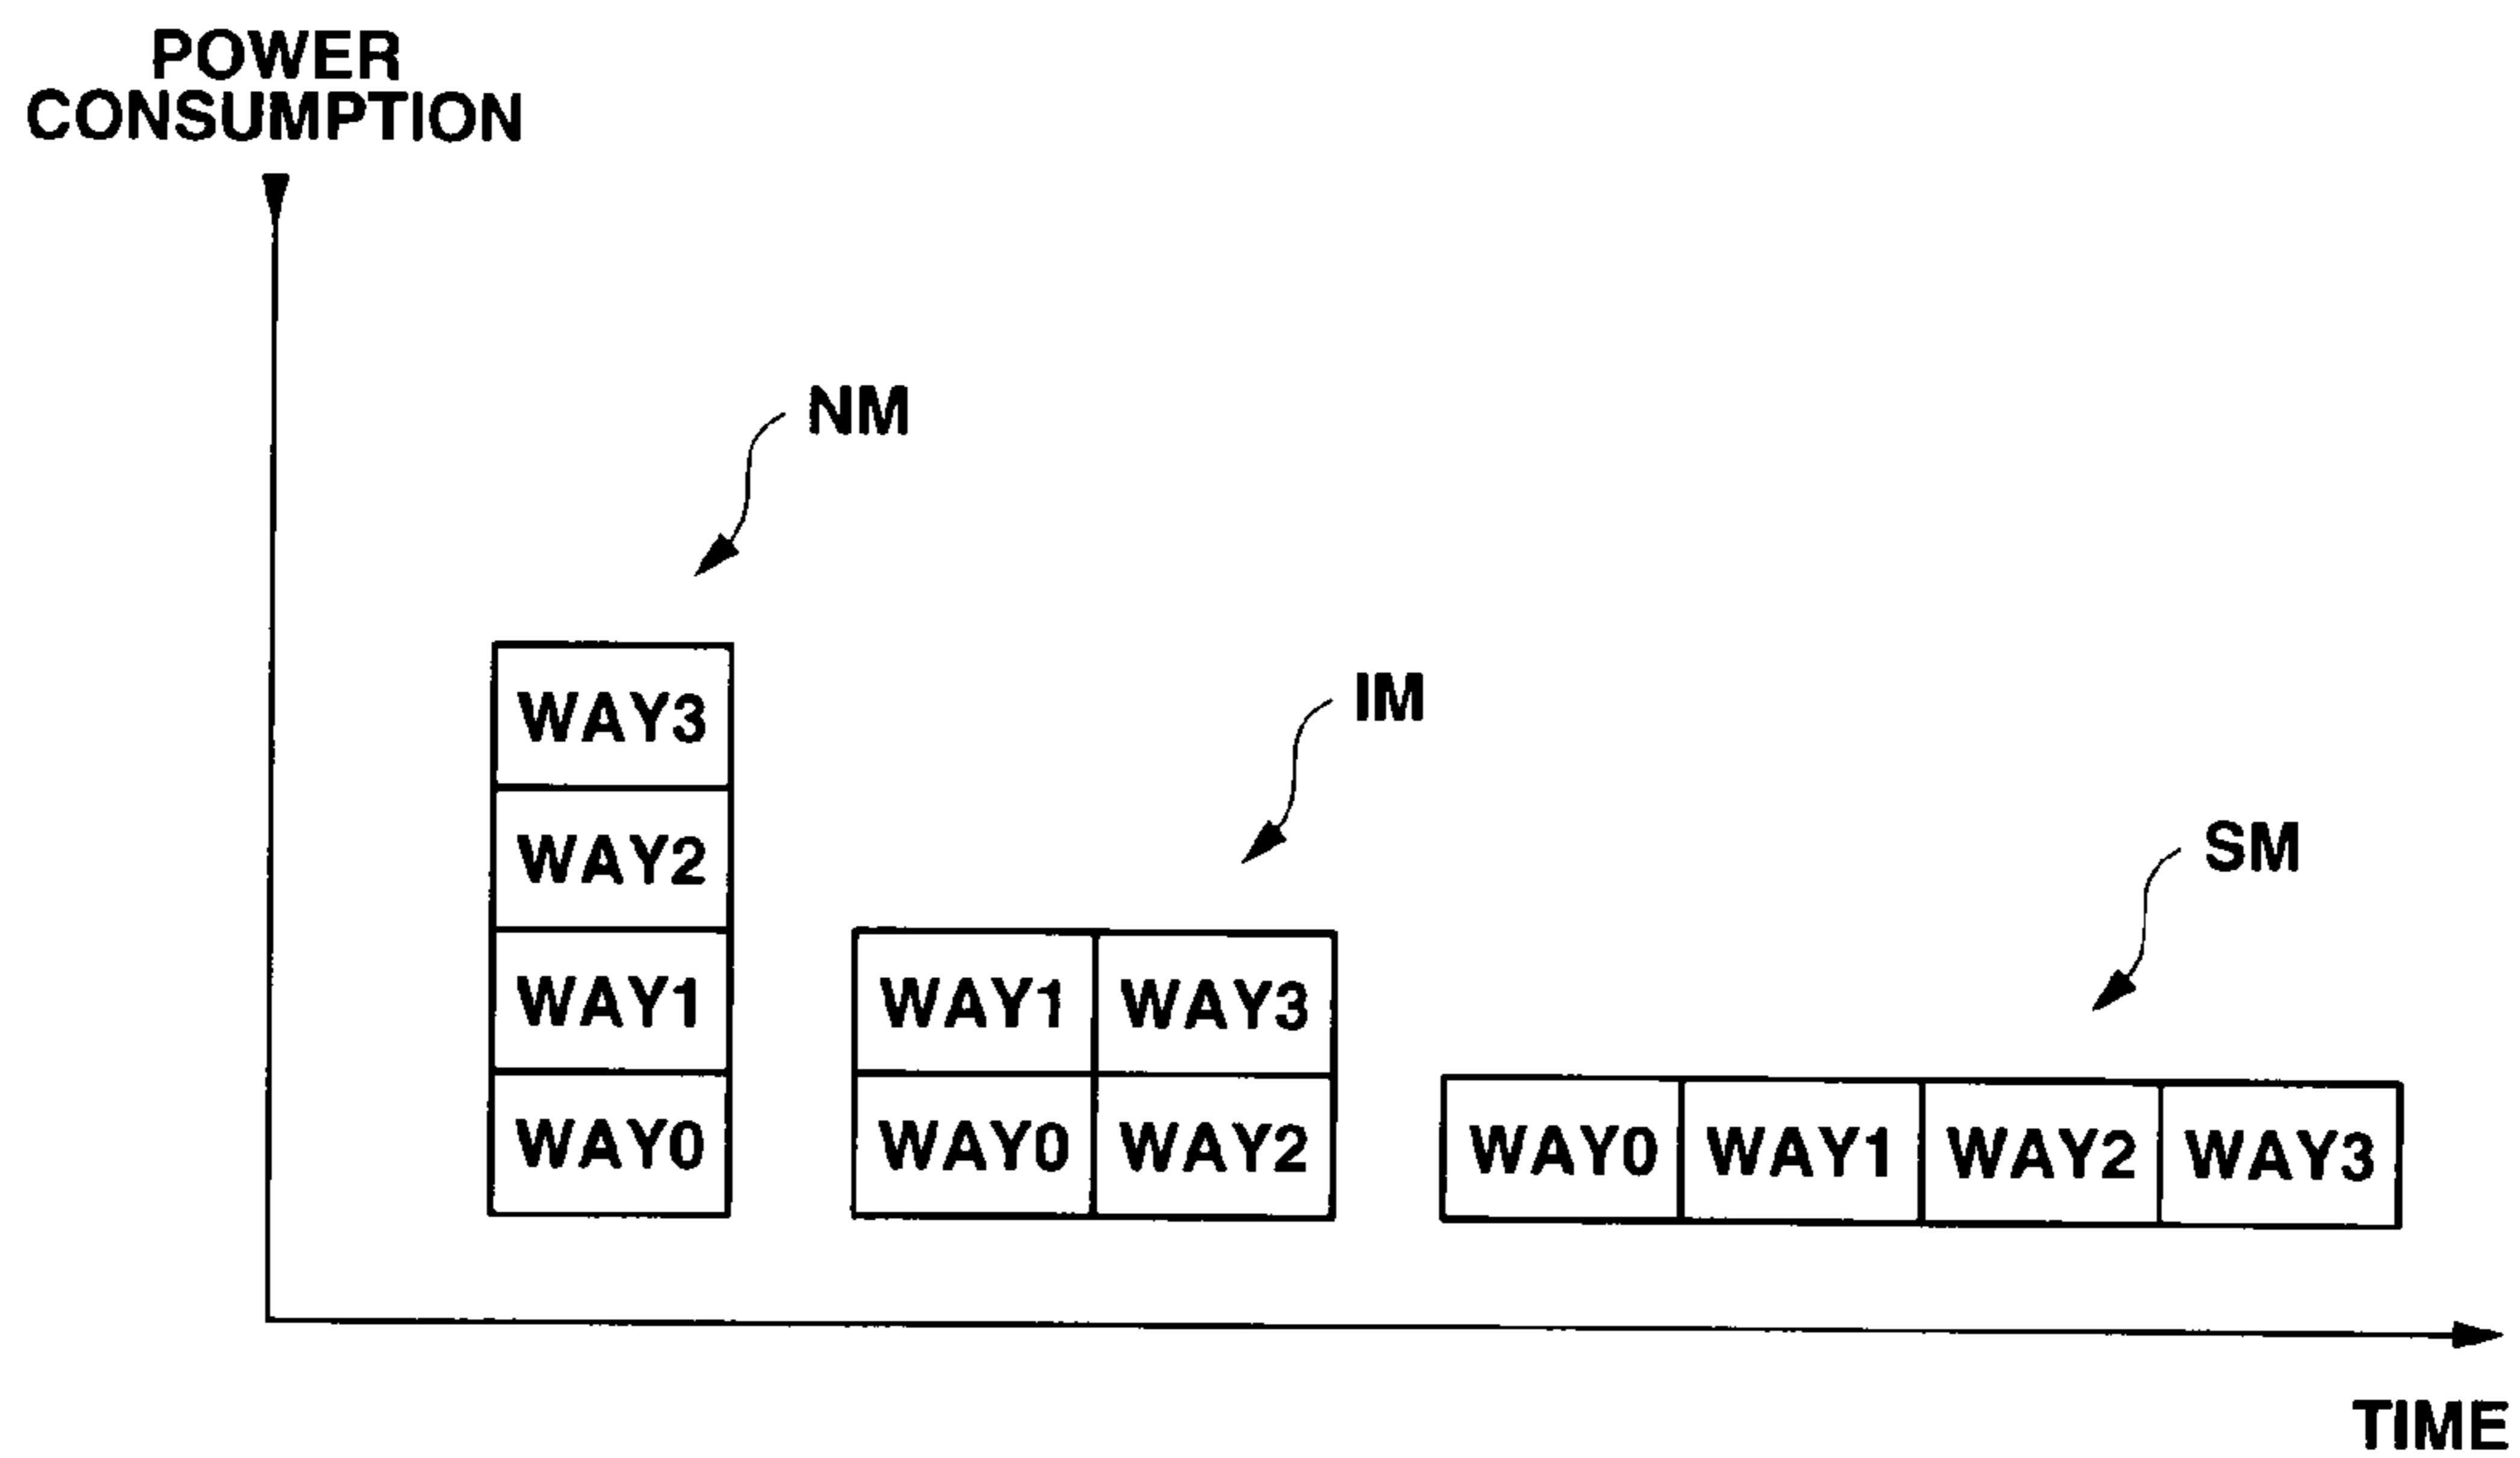 POWER
CONSUMPTION
NM
IM
SM
WAY3
WAY2
WAY1
WAY0
WAY1 WAY3
WAY0 WAY2
WAY0 WAY1 WAY2 WAY3
TIME